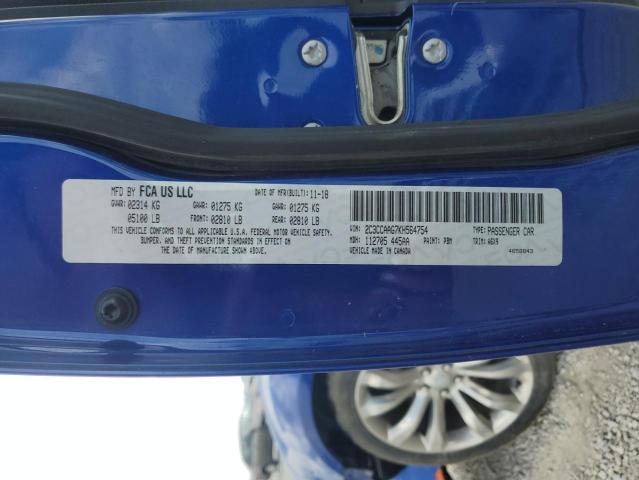 MFD BY FCA US LLC DATE OF MFR(BUILT): 11-18
GVWR: 02314 KG GAWR: 01275 KG GAWR: 01275 KG
05100 LB FRONT: 02810 LB REAR: 02810 LB
THIS VEHICLE CONFORMS TO ALL APPLICABLE U.S.A. FEDERAL MOTOR VEHICLE SAFETY,
BUMPER, AND THEFT PREVENTION STANDARDS IN EFFECT ON
THE DATE OF MANUFACTURE SHOWN ABOVE.
VIN: 2C3CCAAG7KH564754 TYPE: PASSENGER CAR
MDH: 112705 445AA PAINT: PBM TRIM: A6X9
VEHICLE MADE IN CANADA